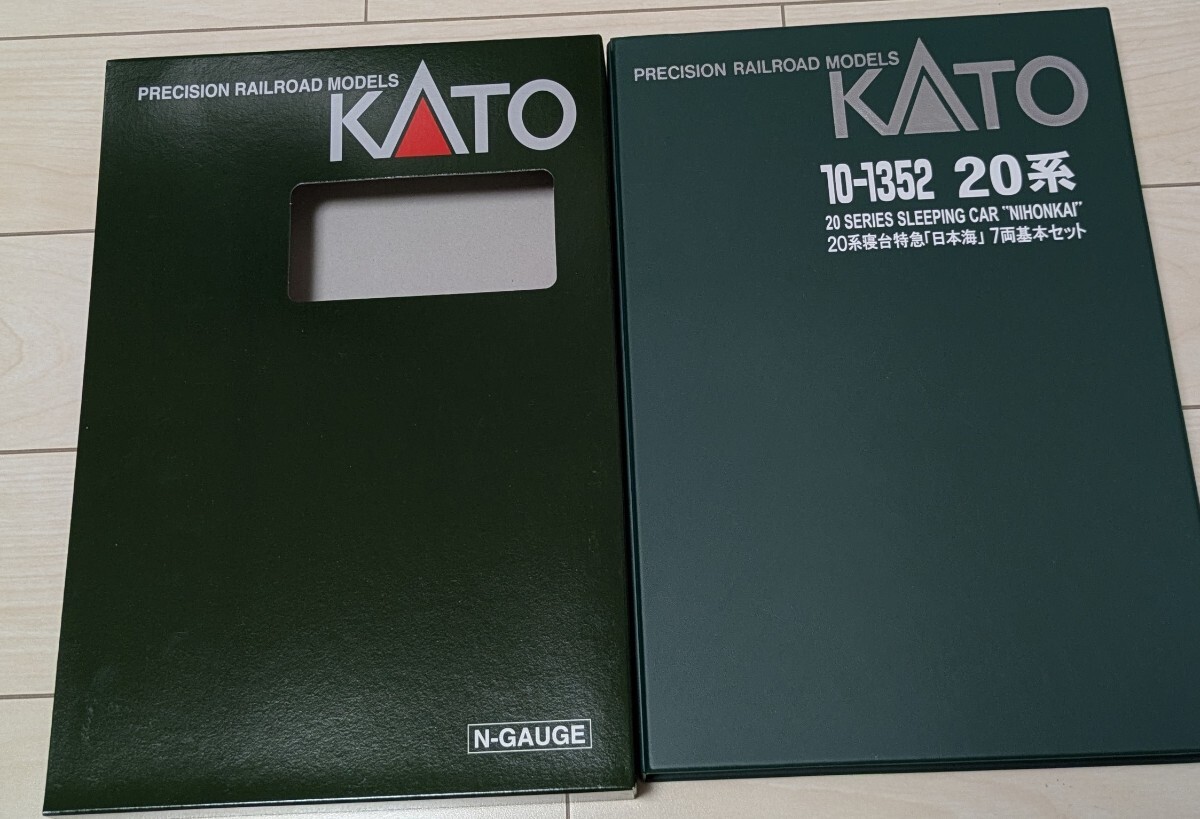 PRECISION RAILROAD MODELS
KATO
N-GAUGE
PRECISION RAILROAD MODELS
KATO
10-1352 20系
20 SERIES SLEEPING CAR "NIHONKAI"
20系寝台特急「日本海」7両基本セット